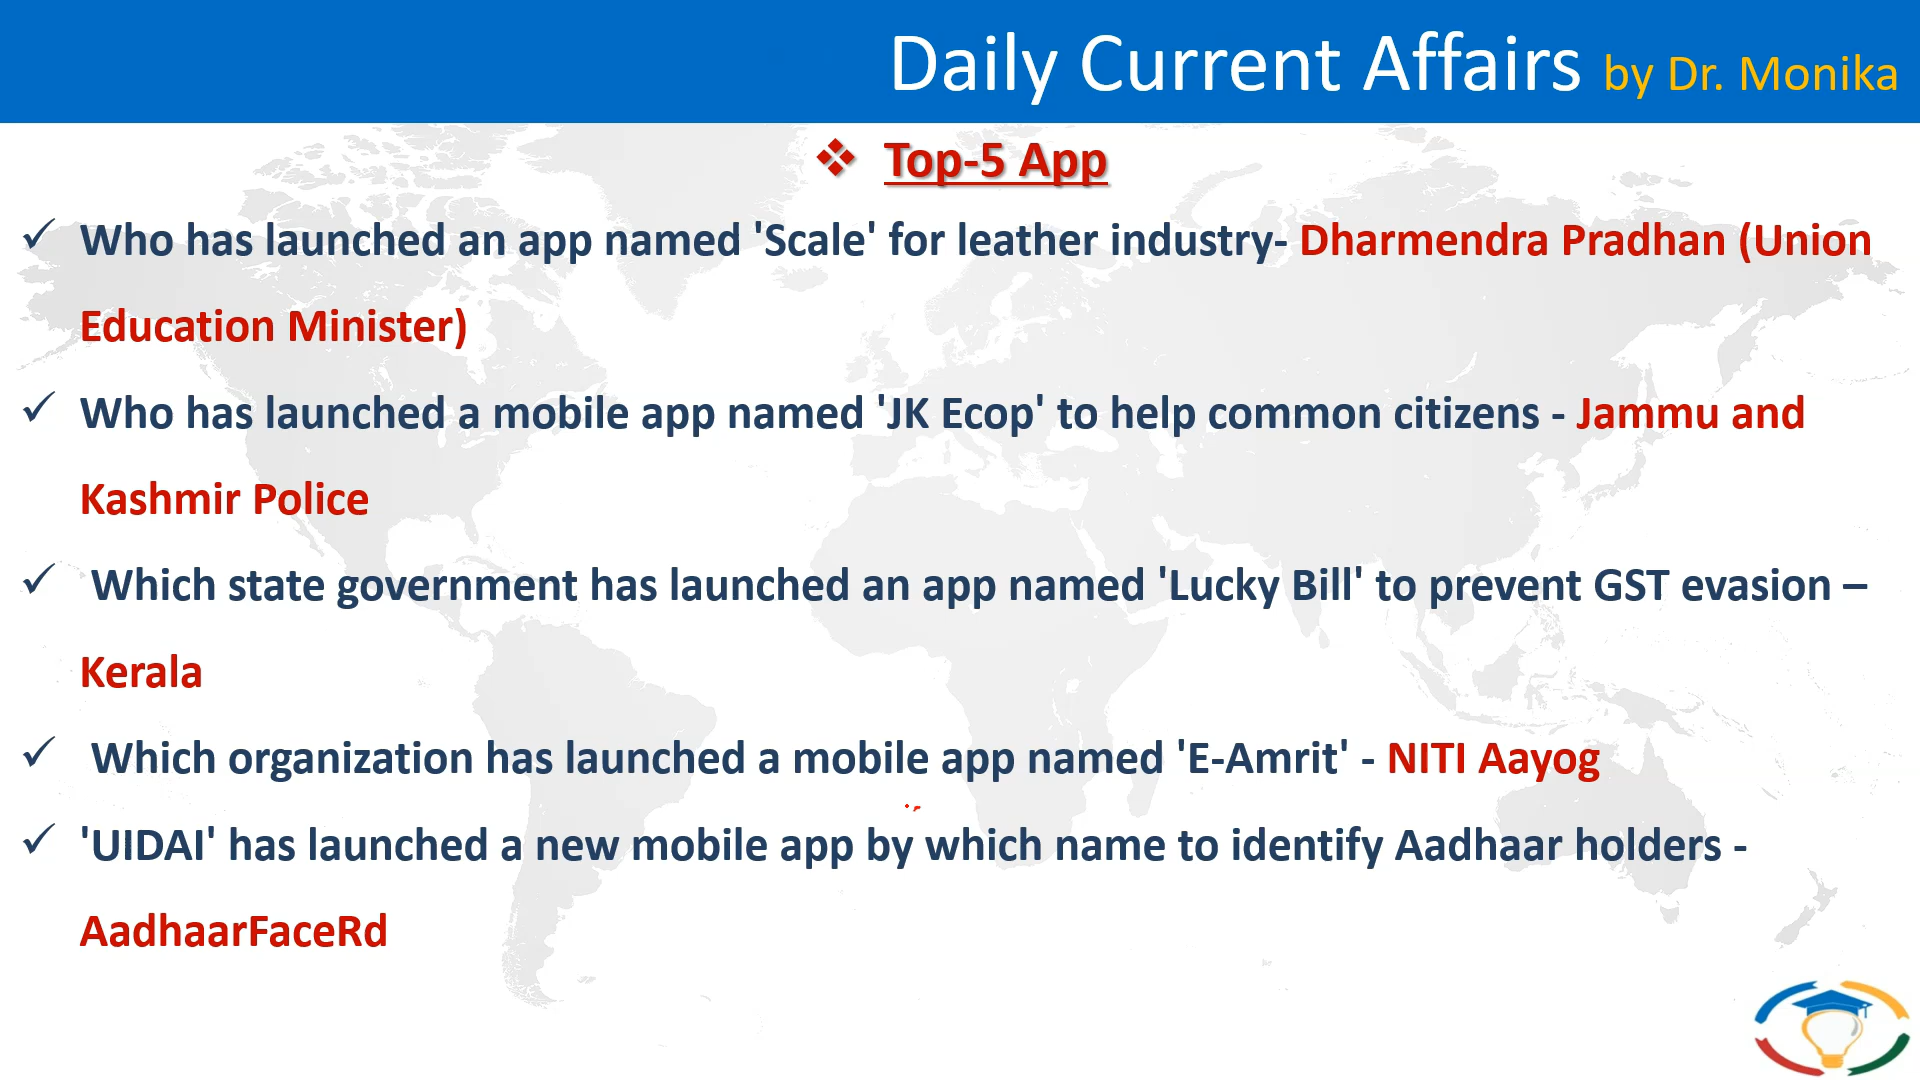 Daily Current Affairs by Dr. Monika
❖ Top-5 App
✓ Who has launched an app named 'Scale' for leather industry- Dharmendra Pradhan (Union
Education Minister)
✓ Who has launched a mobile app named 'JK Ecop' to help common citizens - Jammu and
Kashmir Police
✓ Which state government has launched an app named 'Lucky Bill' to prevent GST evasion –
Kerala
✓ Which organization has launched a mobile app named 'E-Amrit' - NITI Aayog
✓ 'UIDAI' has launched a new mobile app by which name to identify Aadhaar holders -
AadhaarFaceRd